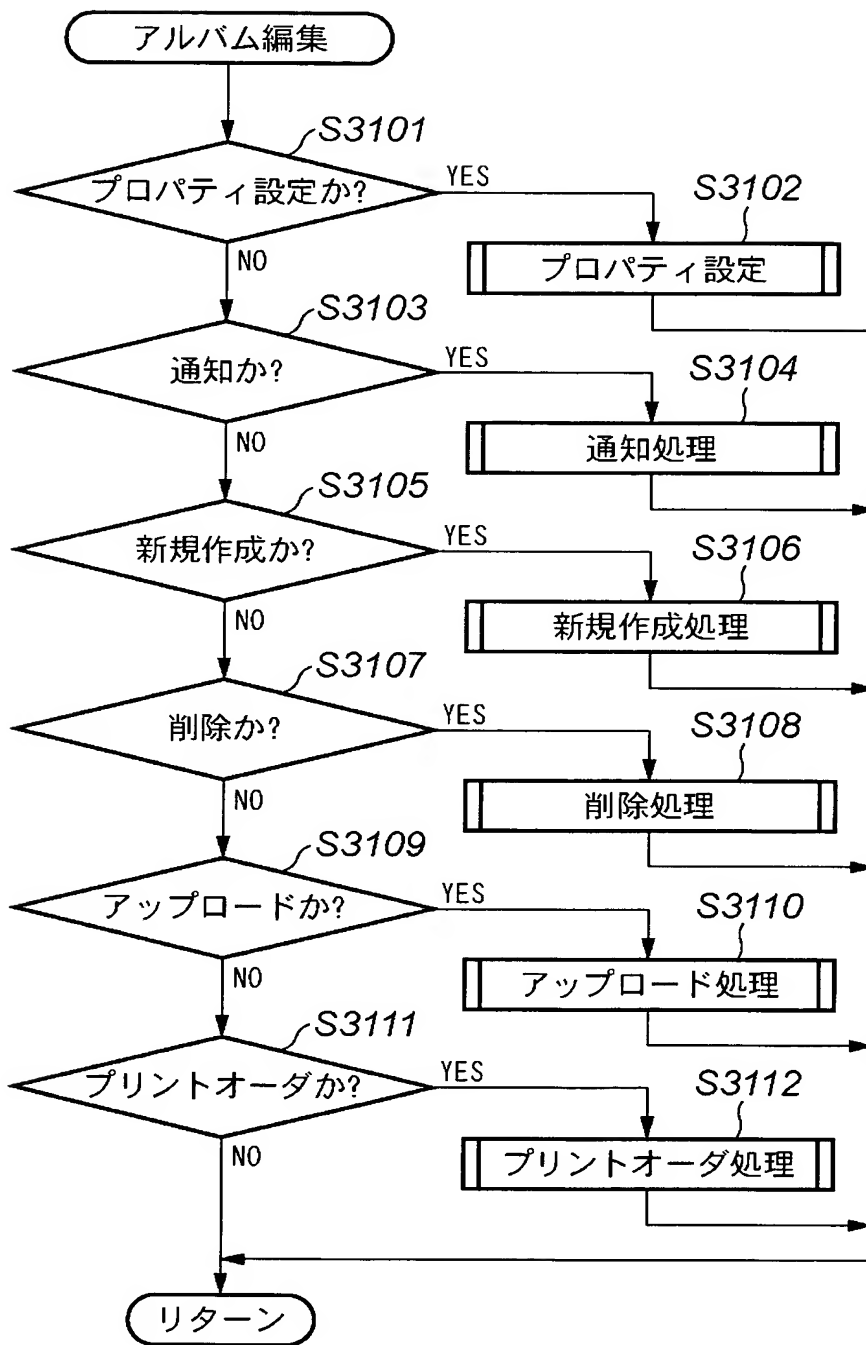 アルバム編集
S3101
プロパティ設定か?
YES
S3102
プロパティ設定
NO
S3103
通知か?
YES
S3104
通知処理
NO
S3105
新規作成か?
YES
S3106
新規作成処理
NO
S3107
削除か?
YES
S3108
削除処理
NO
S3109
アップロードか?
YES
S3110
アップロード処理
NO
S3111
プリントオーダか?
YES
S3112
プリントオーダ処理
NO
リターン